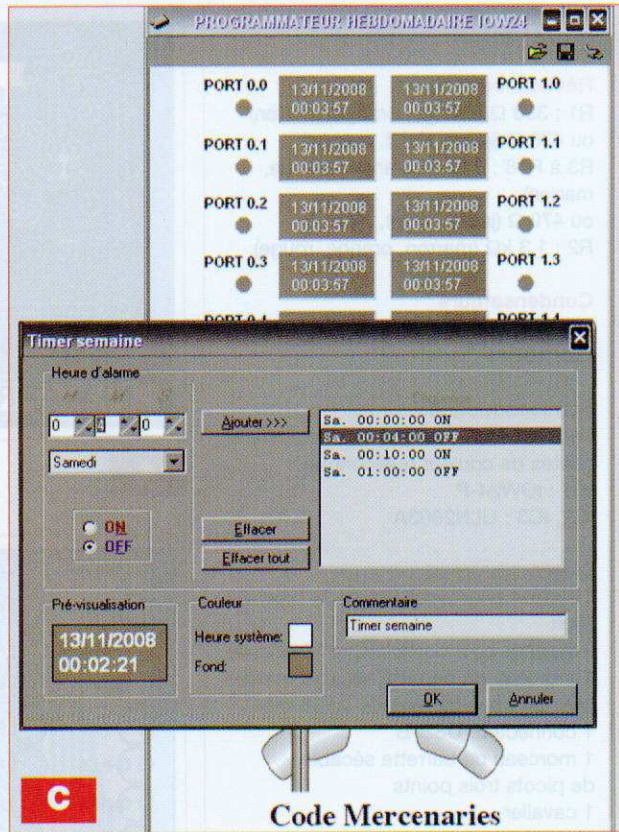 PROGRAMMATEUR HEBDOMADAIRE IOW24
PORT 0.0 13/11/2008 00:03:57 13/11/2008 00:03:57 PORT 1.0
PORT 0.1 13/11/2008 00:03:57 13/11/2008 00:03:57 PORT 1.1
PORT 0.2 13/11/2008 00:03:57 13/11/2008 00:03:57 PORT 1.2
PORT 0.3 13/11/2008 00:03:57 13/11/2008 00:03:57 PORT 1.3
Timer semaine
Heure d'alarme
H M S
0 4 0
Samedi
ON
OFF
Ajouter >>>
Effacer
Effacer tout
Sa. 00:00:00 ON
Sa. 00:04:00 OFF
Sa. 00:10:00 ON
Sa. 01:00:00 OFF
Pré-visualisation
13/11/2008
00:02:21
Couleur
Heure système:
Fond:
Commentaire
Timer semaine
OK Annuler
C
Code Mercenaries